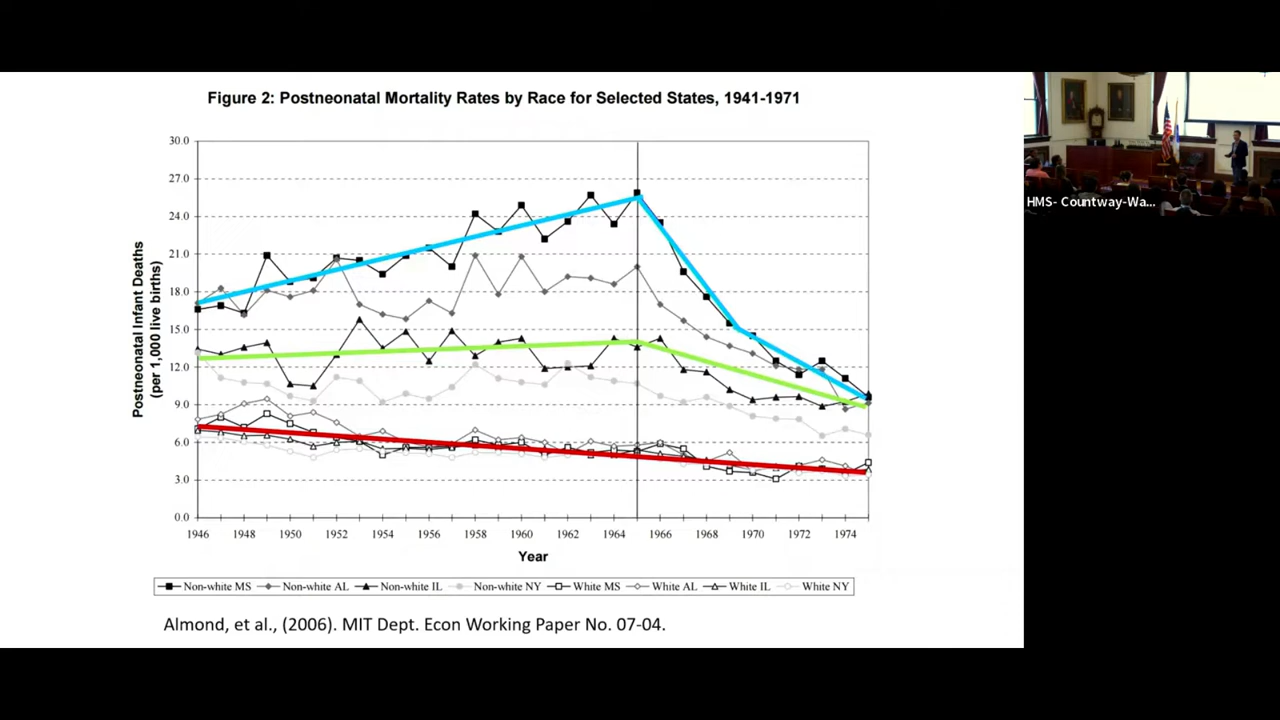 Figure 2: Postneonatal Mortality Rates by Race for Selected States, 1941-1971
Postneonatal Infant Deaths
(per 1,000 live births)
30.0
27.0
24.0
21.0
18.0
15.0
12.0
9.0
6.0
3.0
0.0
1946 1948 1950 1952 1954 1956 1958 1960 1962 1964 1966 1968 1970 1972 1974
Year
Non-white MS Non-white AL Non-white IL Non-white NY White MS White AL White IL White NY
Almond, et al., (2006). MIT Dept. Econ Working Paper No. 07-04.
HMS- Countway-Wa...